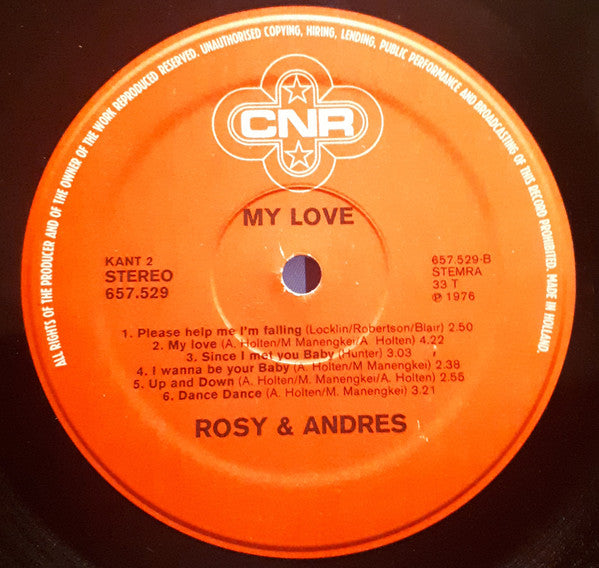 ALL RIGHTS OF THE PRODUCER AND OF THE OWNER OF THE WORK REPRODUCED RESERVED. UNAUTHORISED COPYING, HIRING, LENDING, PUBLIC PERFORMANCE AND BROADCASTING OF THIS RECORD PROHIBITED. MADE IN HOLLAND.
CNR
MY LOVE
KANT 2
STEREO
657.529
657.529-B
STEMRA
33 T
℗ 1976
1. Please help me I'm falling (Locklin/Robertson/Blair) 2.50
2. My love (A. Holten/M Manengkei/A Holten) 4.22
3. Since I met you Baby (Hunter) 3.03
4. I wanna be your Baby (A. Holten/M Manengkei) 2.38
5. Up and Down (A. Holten/M. Manengkei/A. Holten) 2.55
6. Dance Dance (A. Holten/M. Manengkei) 3.21
ROSY & ANDRES